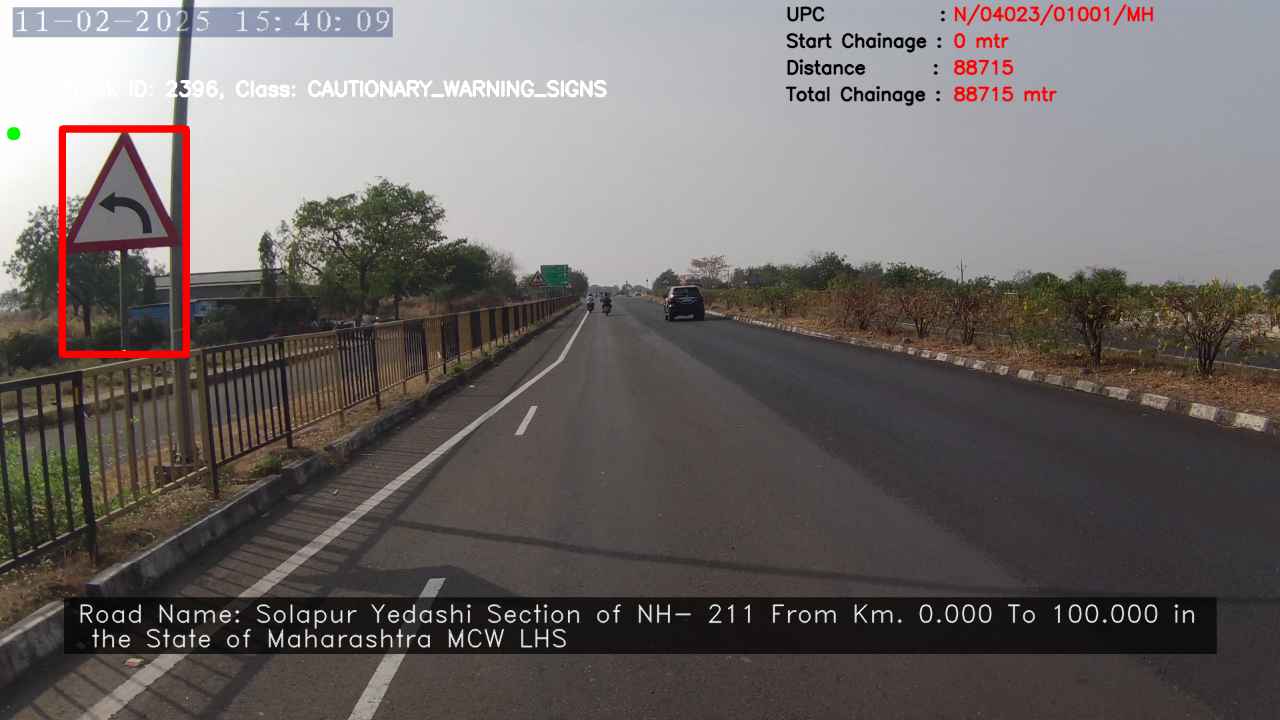 11-02-2025 15:40:09
UPC : N/04023/01001/MH
Start Chainage : 0 mtr
Distance : 88715
Total Chainage : 88715 mtr
ID: 2396, Class: CAUTIONARY_WARNING_SIGNS
Road Name: Solapur Yedashi Section of NH- 211 From Km. 0.000 To 100.000 in
the State of Maharashtra MCW LHS